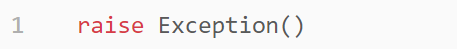 1    raise Exception()